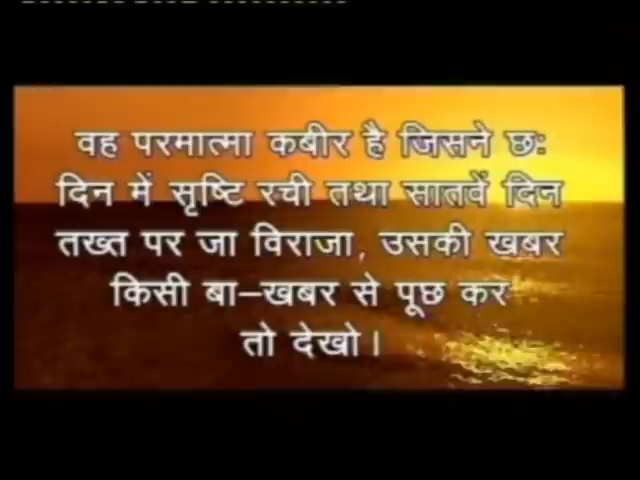 वह परमात्मा कबीर है जिसने छः
दिन में सृष्टि रची तथा सातवें दिन
तख्त पर जा विराजा, उसकी खबर
किसी बा-खबर से पूछ कर
तो देखो।